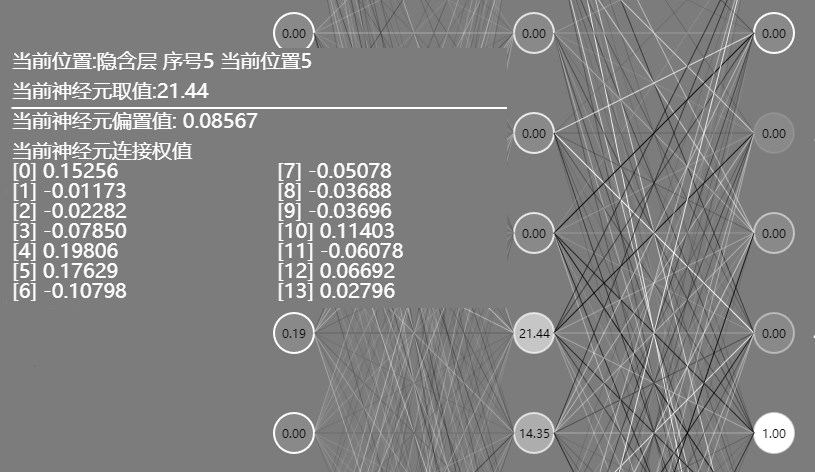 0.00 0.00 0.00
当前位置:隐含层 序号5 当前位置5
当前神经元取值:21.44
当前神经元偏置值: 0.08567
0.00 0.00
当前神经元连接权值
[0] 0.15256 [7] -0.05078
[1] -0.01173 [8] -0.03688
[2] -0.02282 [9] -0.03696
[3] -0.07850 [10] 0.11403
0.00 0.00
[4] 0.19806 [11] -0.06078
[5] 0.17629 [12] 0.06692
[6] -0.10798 [13] 0.02796
0.19 21.44 0.00
0.00 14.35 1.00